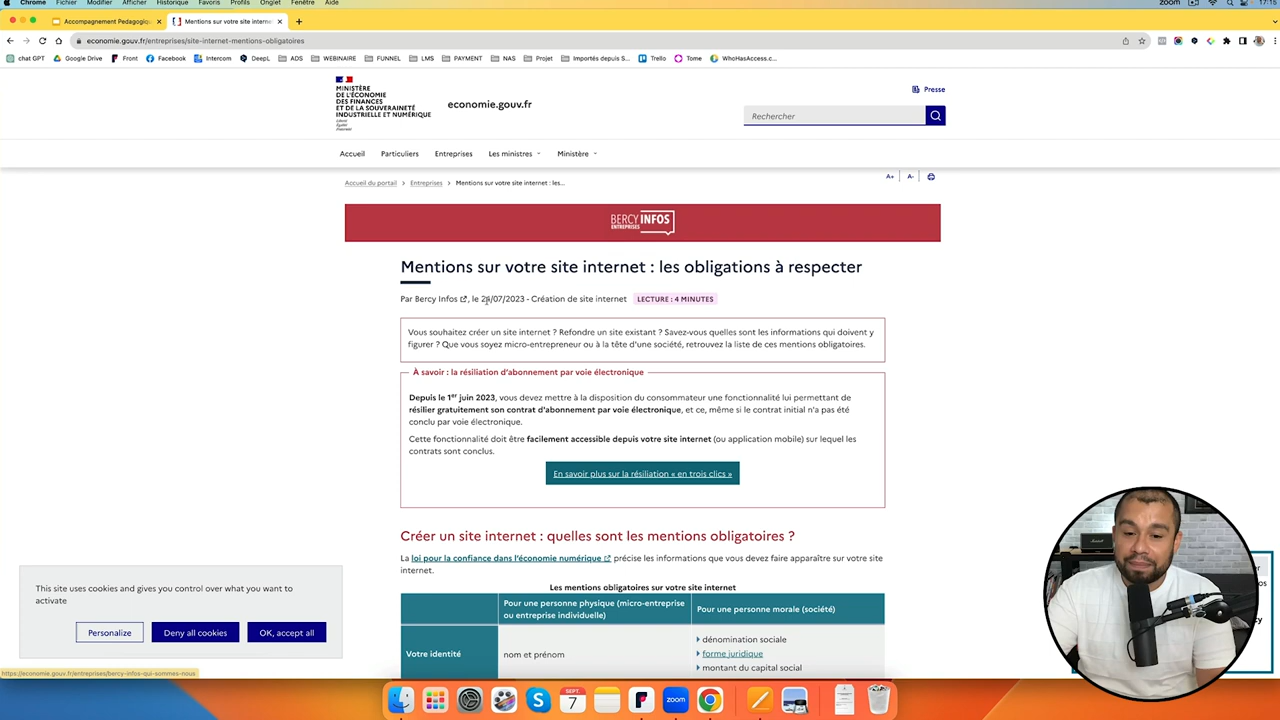 Chrome Fichier Modifier Afficher Historique Favoris Profils Onglet Fenêtre Aide zoom 17:15
Accompagnement Pedagogiq Mentions sur votre site interne
economie.gouv.fr/entreprises/site-internet-mentions-obligatoires
chat GPT Google Drive Front Facebook Intercom DeepL ADS WEBINAIRE FUNNEL LMS PAYMENT NAS Projet Importés depuis S... Trello Tome WhoHasAccess.c...
MINISTÈRE
DE L'ÉCONOMIE
DES FINANCES
ET DE LA SOUVERAINETÉ
INDUSTRIELLE ET NUMÉRIQUE
Liberté
Égalité
Fraternité
economie.gouv.fr
Presse
Rechercher
Accueil Particuliers Entreprises Les ministres Ministère
Accueil du portail > Entreprises > Mentions sur votre site internet : les...
A+ A-
BERCY INFOS
ENTREPRISES
Mentions sur votre site internet : les obligations à respecter
Par Bercy Infos , le /07/2023 - Création de site internet LECTURE : 4 MINUTES
Vous souhaitez créer un site internet ? Refondre un site existant ? Savez-vous quelles sont les informations qui doivent y
figurer ? Que vous soyez micro-entrepreneur ou à la tête d'une société, retrouvez la liste de ces mentions obligatoires.
À savoir : la résiliation d'abonnement par voie électronique
Depuis le 1er juin 2023, vous devez mettre à la disposition du consommateur une fonctionnalité lui permettant de
résilier gratuitement son contrat d'abonnement par voie électronique, et ce, même si le contrat initial n'a pas été
conclu par voie électronique.
Cette fonctionnalité doit être facilement accessible depuis votre site internet (ou application mobile) sur lequel les
contrats sont conclus.
En savoir plus sur la résiliation « en trois clics »
Créer un site internet : quelles sont les mentions obligatoires ?
La loi pour la confiance dans l'économie numérique précise les informations que vous devez faire apparaître sur votre site
internet.
Les mentions obligatoires sur votre site internet
Pour une personne physique (micro-entreprise
ou entreprise individuelle)
Pour une personne morale (société)
Votre identité
nom et prénom
dénomination sociale
forme juridique
montant du capital social
This site uses cookies and gives you control over what you want to
activate
Personalize Deny all cookies OK, accept all
https://economie.gouv.fr/entreprises/bercy-infos-qui-sommes-nous
SEPT.
7
zoom